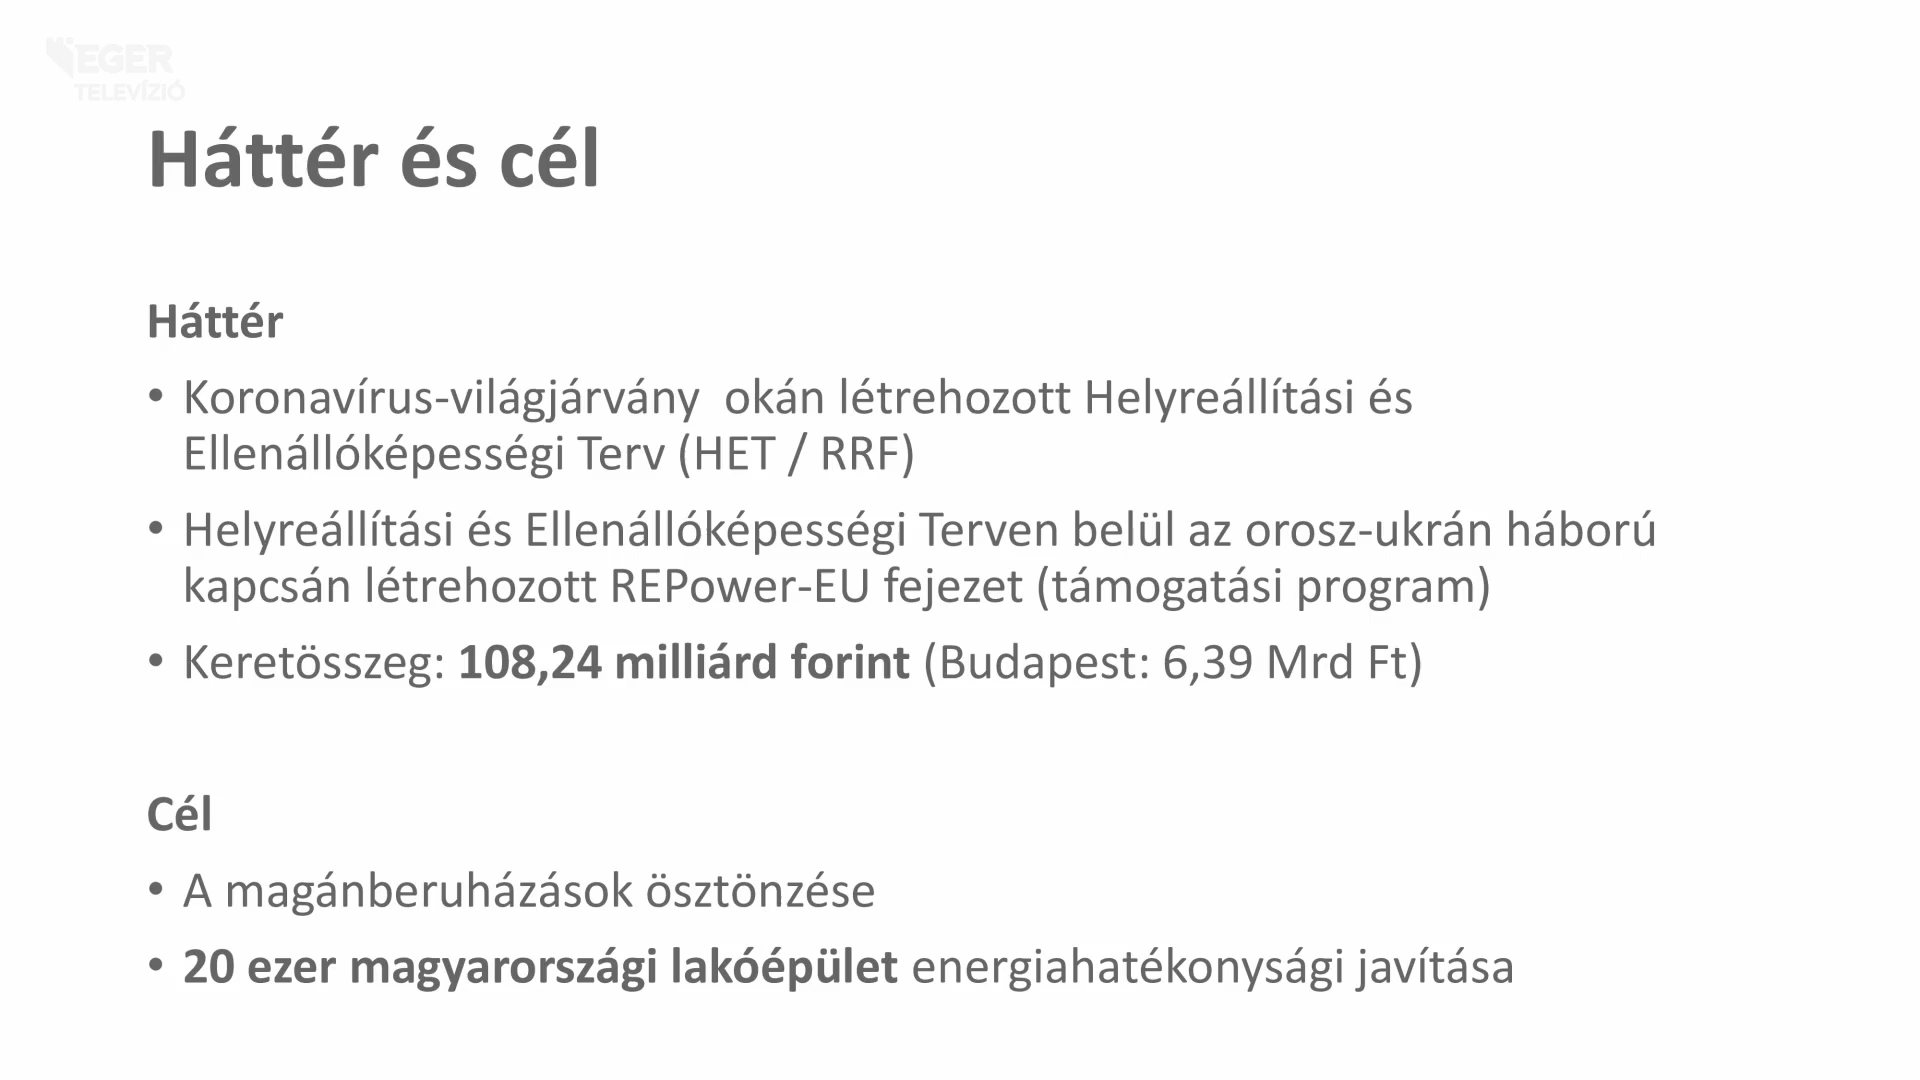 EGER
TELEVÍZIÓ
Háttér és cél
Háttér
• Koronavírus-világjárvány  okán létrehozott Helyreállítási és
Ellenállóképességi Terv (HET / RRF)
• Helyreállítási és Ellenállóképességi Terven belül az orosz-ukrán háború
kapcsán létrehozott REPower-EU fejezet (támogatási program)
• Keretösszeg: 108,24 milliárd forint (Budapest: 6,39 Mrd Ft)
Cél
• A magánberuházások ösztönzése
• 20 ezer magyarországi lakóépület energiahatékonysági javítása